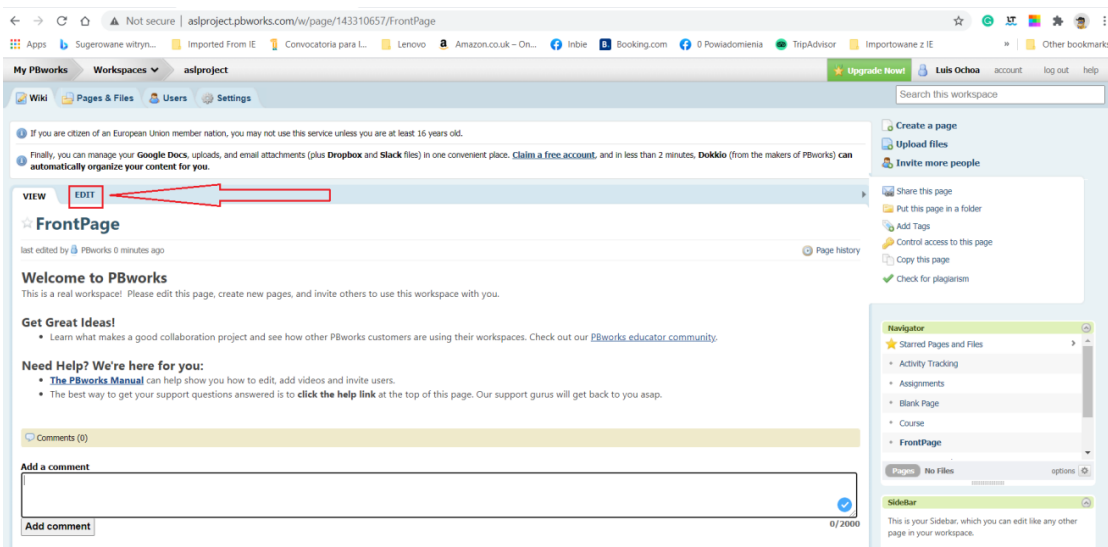 Not secure | aslproject.pbworks.com/w/page/143310657/FrontPage
Apps Sugerowane witryn... Imported From IE Convocatoria para l... Lenovo Amazon.co.uk – On... Inbie Booking.com 0 Powiadomienia TripAdvisor Importowane z IE » Other bookmarks
My PBworks Workspaces aslproject Upgrade Now! Luis Ochoa account log out help
Wiki Pages & Files Users Settings Search this workspace
If you are citizen of an European Union member nation, you may not use this service unless you are at least 16 years old.
Finally, you can manage your Google Docs, uploads, and email attachments (plus Dropbox and Slack files) in one convenient place. Claim a free account, and in less than 2 minutes, Dokkio (from the makers of PBworks) can
automatically organize your content for you.
VIEW EDIT
FrontPage
last edited by PBworks 0 minutes ago Page history
Welcome to PBworks
This is a real workspace! Please edit this page, create new pages, and invite others to use this workspace with you.
Get Great Ideas!
• Learn what makes a good collaboration project and see how other PBworks customers are using their workspaces. Check out our PBworks educator community.
Need Help? We're here for you:
• The PBworks Manual can help show you how to edit, add videos and invite users.
• The best way to get your support questions answered is to click the help link at the top of this page. Our support gurus will get back to you asap.
Comments (0)
Add a comment
Add comment 0/2000
Create a page
Upload files
Invite more people
Share this page
Put this page in a folder
Add Tags
Control access to this page
Copy this page
Check for plagiarism
Navigator
Starred Pages and Files
Activity Tracking
Assignments
Blank Page
Course
FrontPage
Pages No Files options
SideBar
This is your Sidebar, which you can edit like any other
page in your workspace.